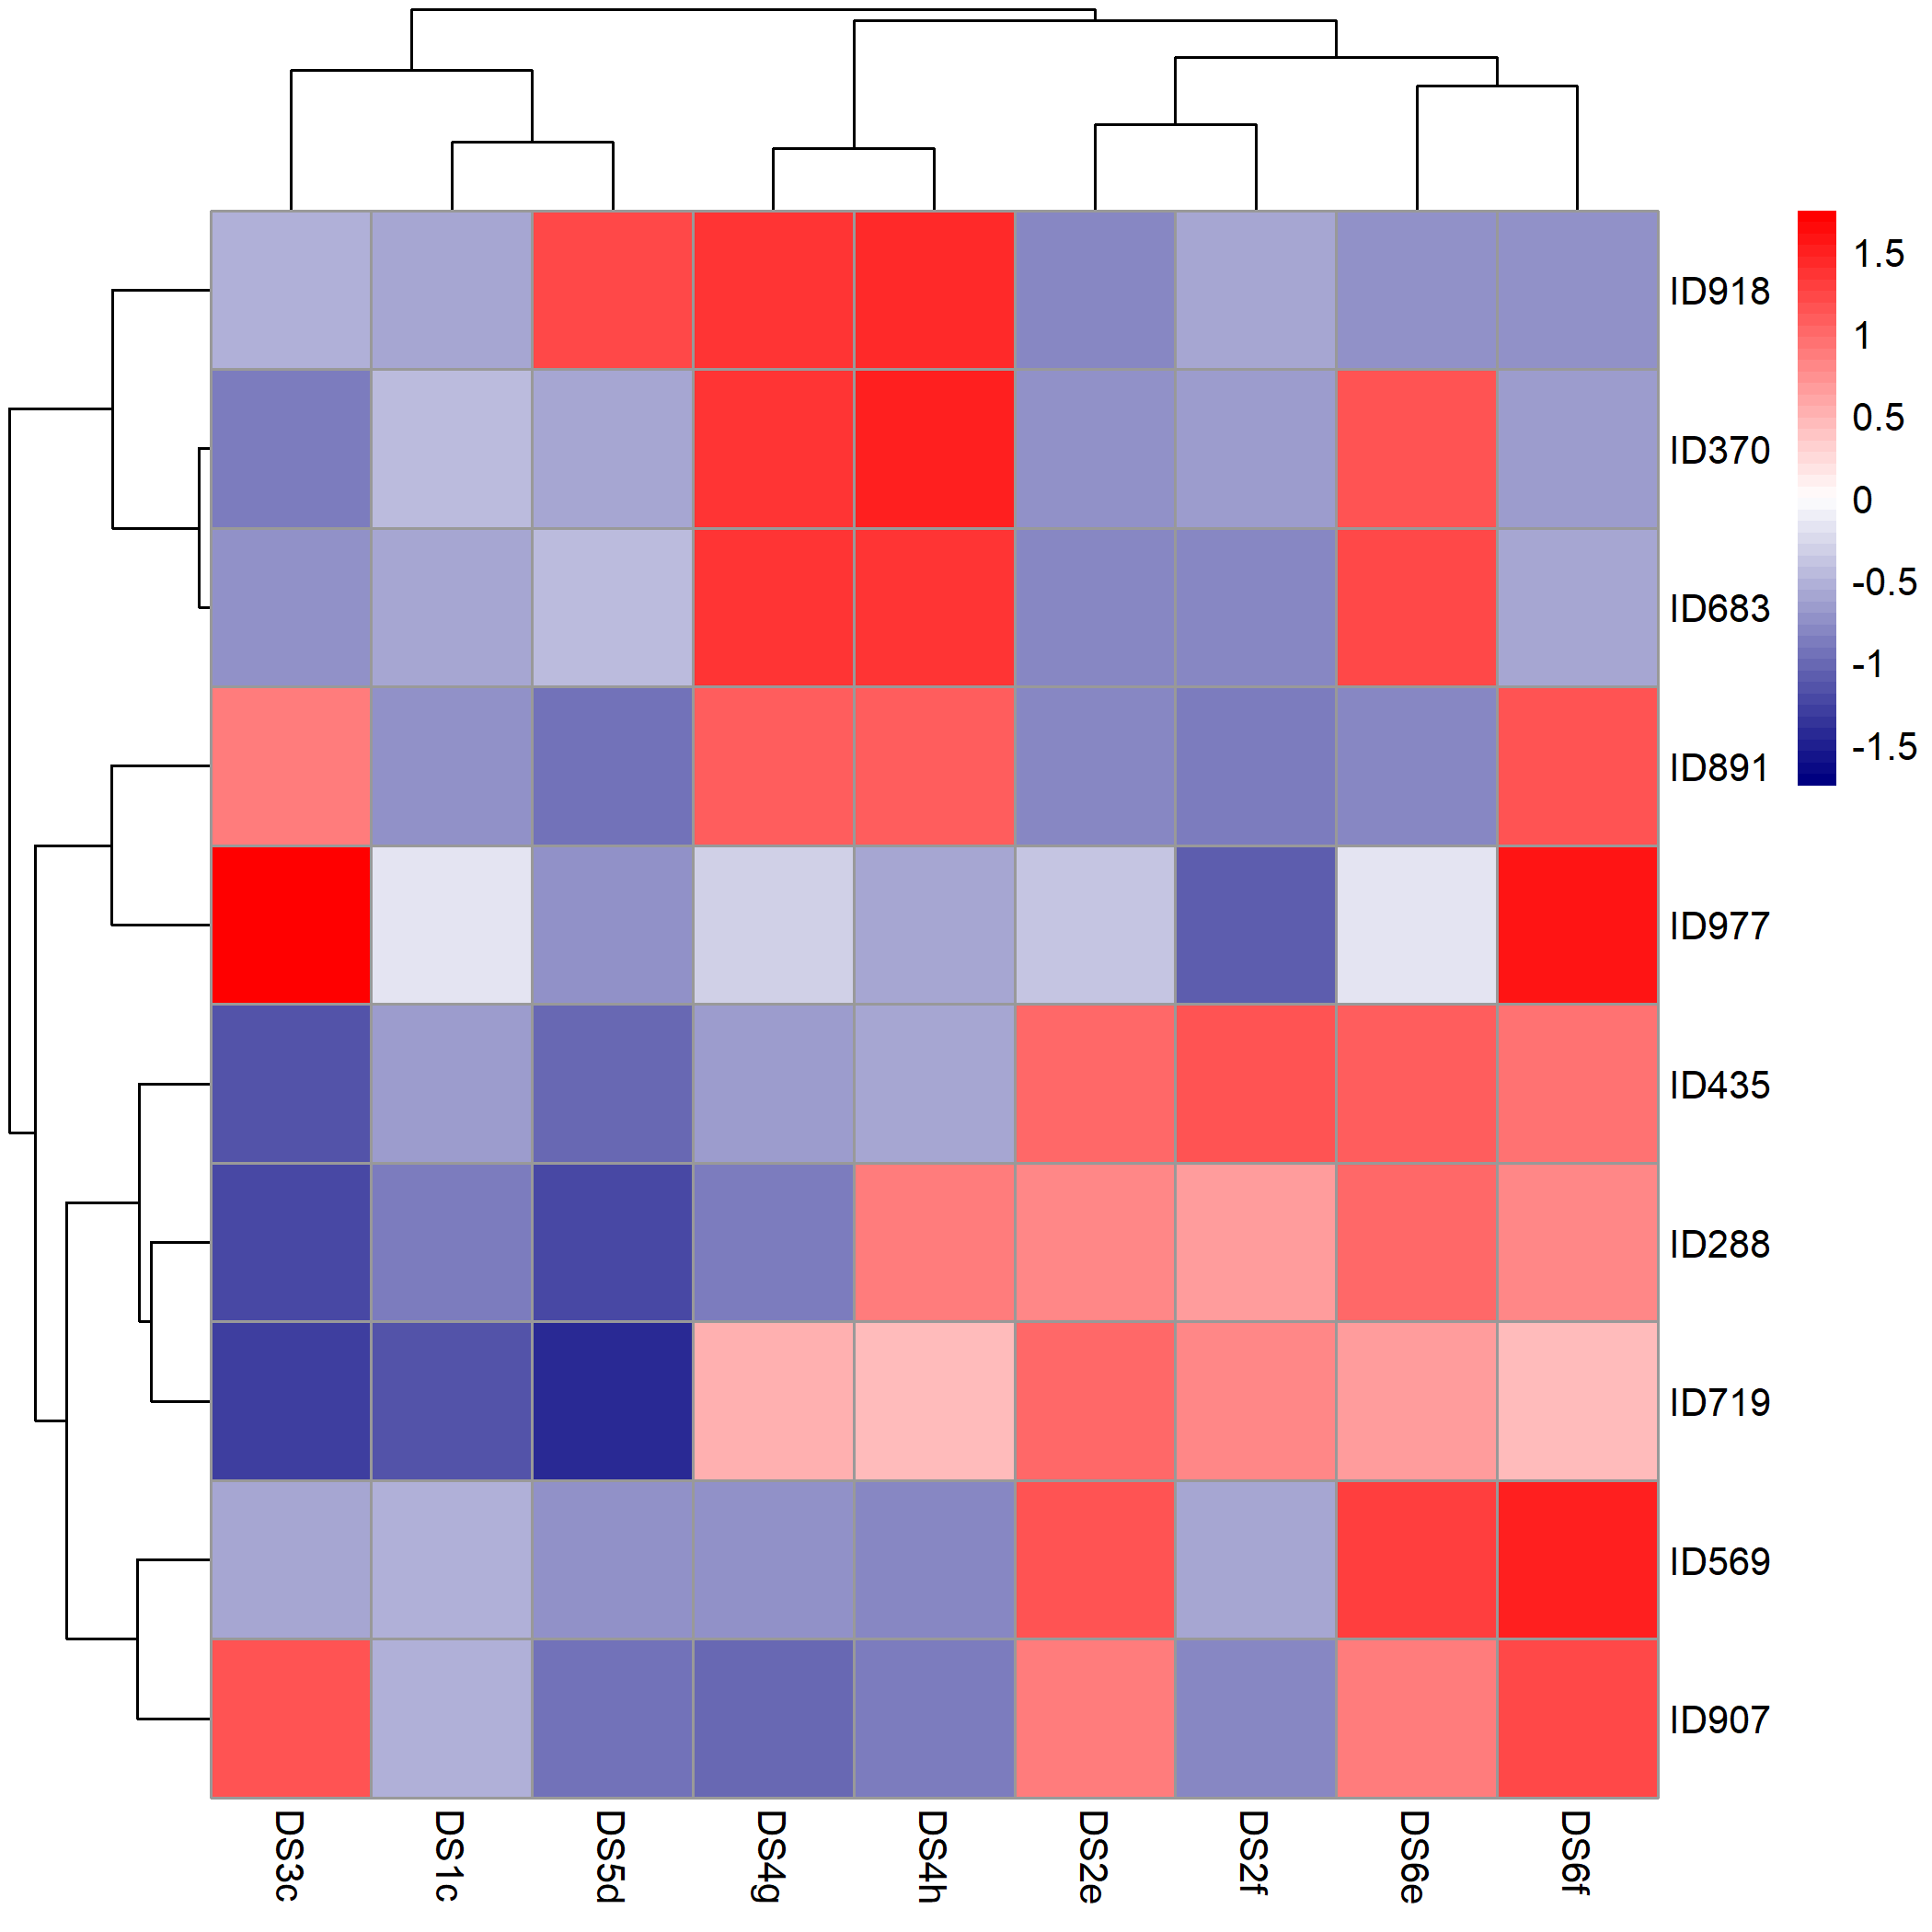 1.5
1
0.5
0
-0.5
-1
-1.5
ID918
ID370
ID683
ID891
ID977
ID435
ID288
ID719
ID569
ID907
DS3c
DS1c
DS5d
DS4g
DS4h
DS2e
DS2f
DS6e
DS6f